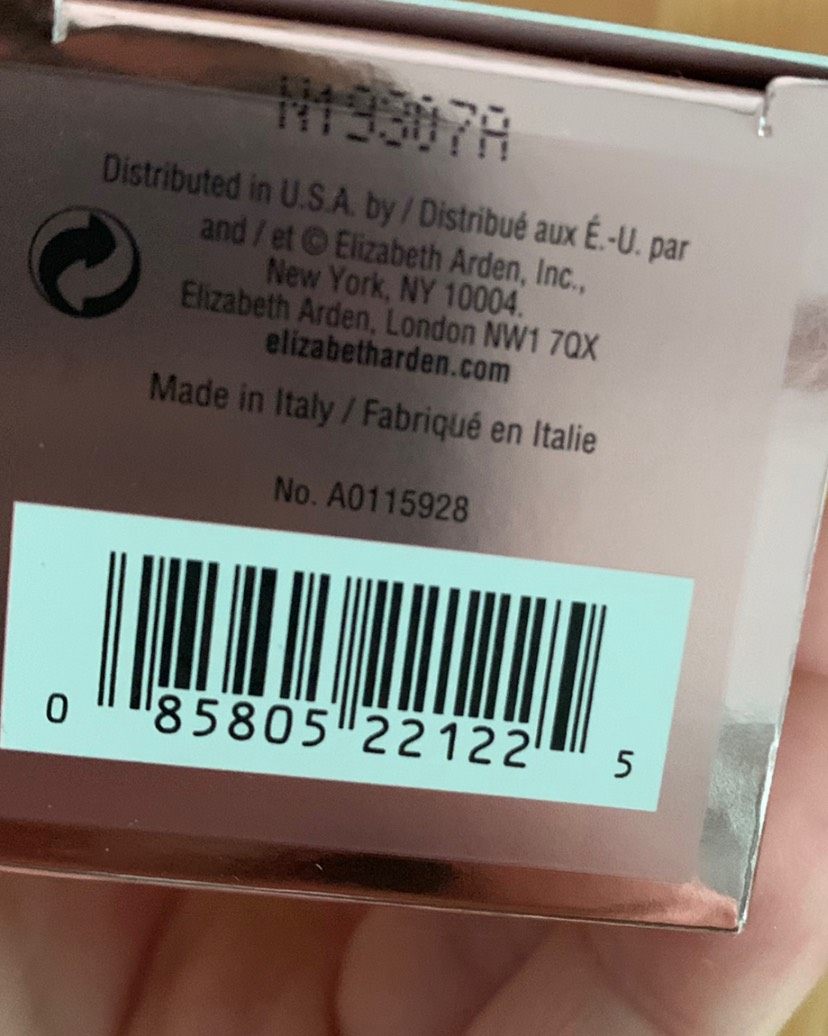 N19307A
Distributed in U.S.A. by / Distribué aux É.-U. par
and / et © Elizabeth Arden, Inc.,
New York, NY 10004.
Elizabeth Arden, London NW1 7QX
elizabetharden.com
Made in Italy / Fabriqué en Italie
No. A0115928
0 85805 22122 5